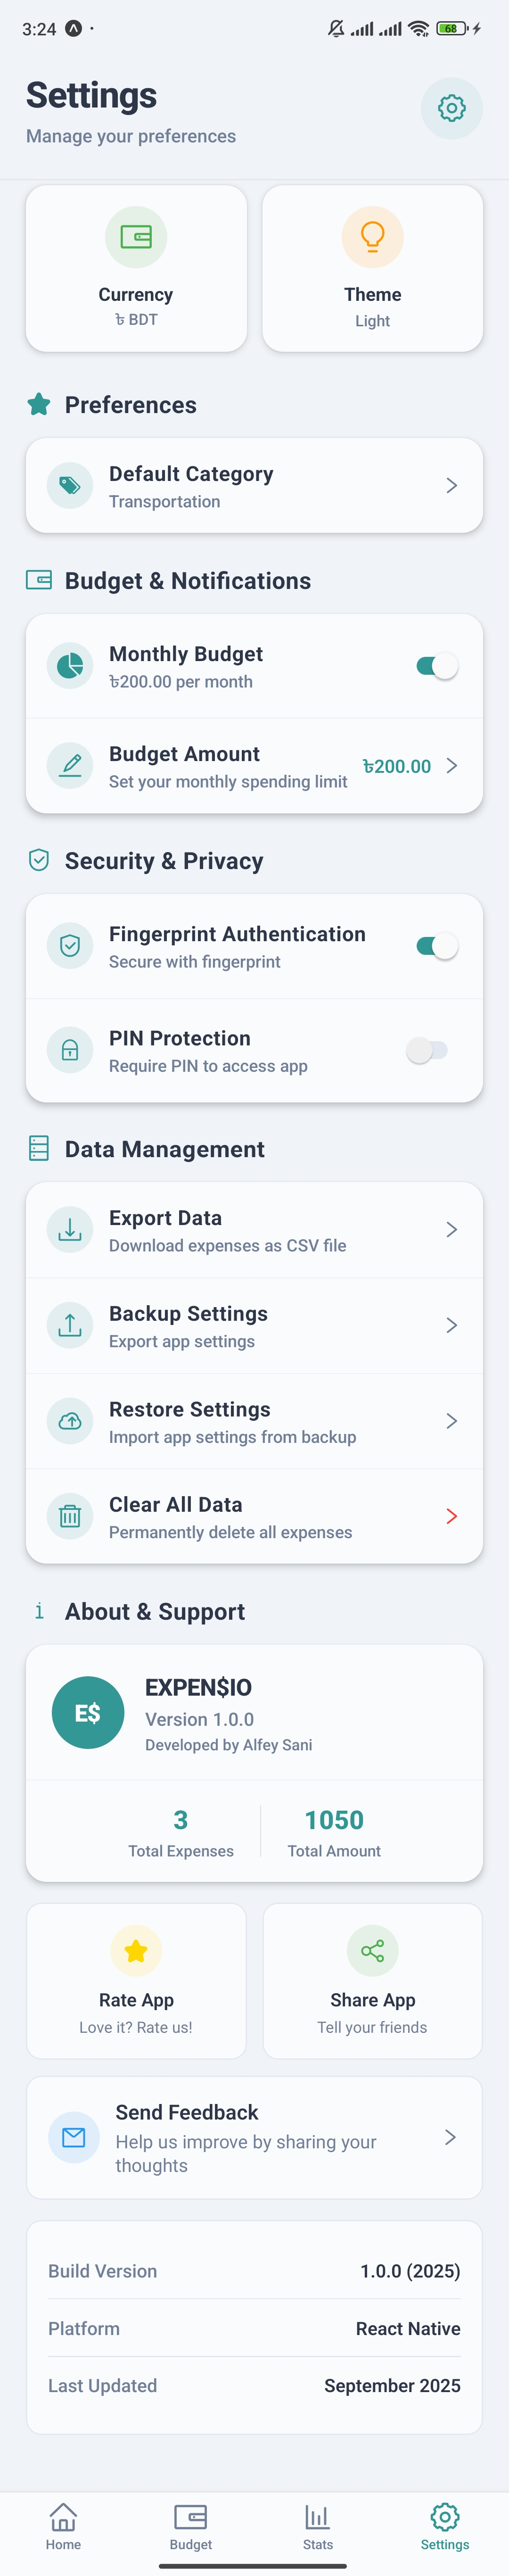 3:24
68
Settings
Manage your preferences
Currency
৳ BDT
Theme
Light
Preferences
Default Category
Transportation
Budget & Notifications
Monthly Budget
৳200.00 per month
Budget Amount
Set your monthly spending limit
৳200.00
Security & Privacy
Fingerprint Authentication
Secure with fingerprint
PIN Protection
Require PIN to access app
Data Management
Export Data
Download expenses as CSV file
Backup Settings
Export app settings
Restore Settings
Import app settings from backup
Clear All Data
Permanently delete all expenses
About & Support
E$
EXPEN$IO
Version 1.0.0
Developed by Alfey Sani
3
Total Expenses
1050
Total Amount
Rate App
Love it? Rate us!
Share App
Tell your friends
Send Feedback
Help us improve by sharing your
thoughts
Build Version
1.0.0 (2025)
Platform
React Native
Last Updated
September 2025
Home
Budget
Stats
Settings